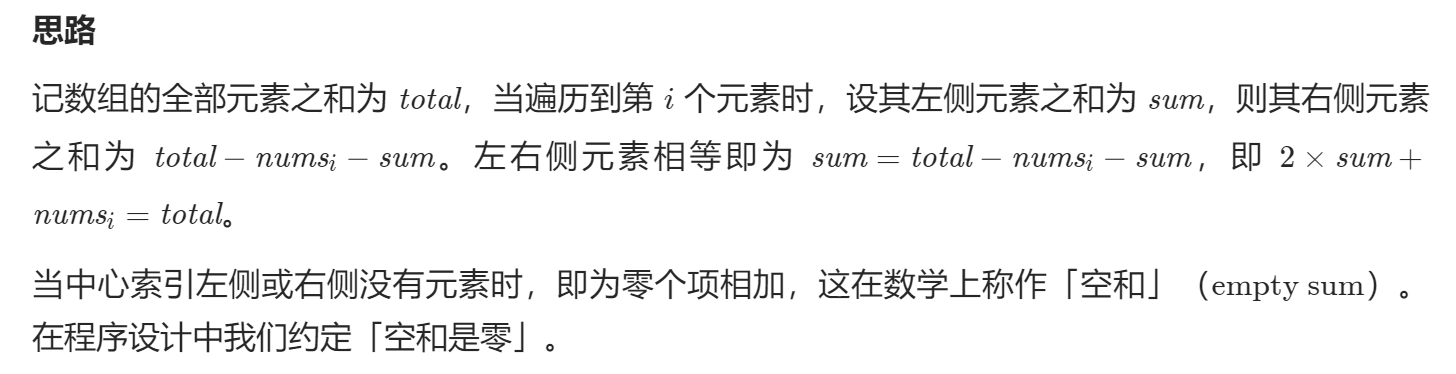 思路
记数组的全部元素之和为 total，当遍历到第 i 个元素时，设其左侧元素之和为 sum，则其右侧元素
之和为 total − numsᵢ − sum。左右侧元素相等即为 sum = total − numsᵢ − sum，即 2 × sum +
numsᵢ = total。
当中心索引左侧或右侧没有元素时，即为零个项相加，这在数学上称作「空和」（empty sum）。
在程序设计中我们约定「空和是零」。